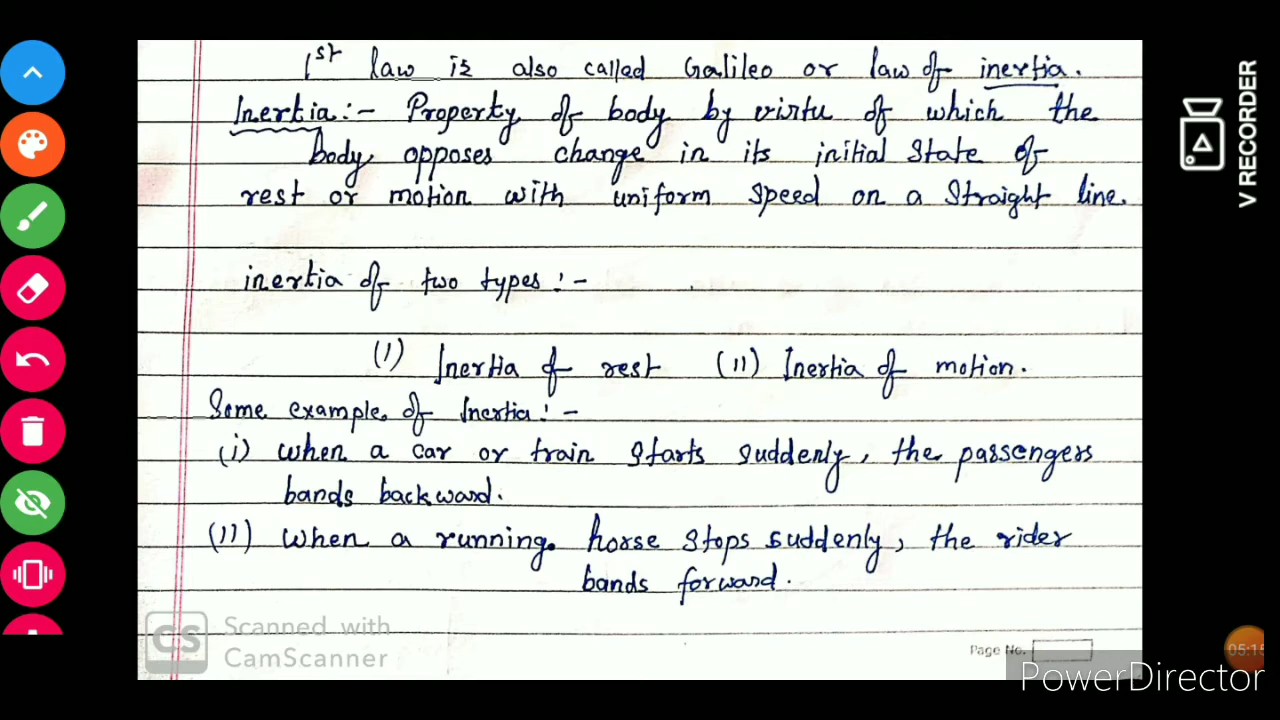 1st law is also called Galileo or law of inertia.
Inertia:- Property of body by virtu of which the
body opposes change in its initial State of
rest or motion with uniform speed on a straight line.
inertia of two types :-
(I) Inertia of rest (II) Inertia of motion.
Some example of Inertia:-
(i) when a car or train starts suddenly, the passengers
bands backward.
(II) when a running horse stops suddenly, the rider
bands forward.
CS Scanned with
CamScanner
Page No.
V RECORDER
05:15
PowerDirector